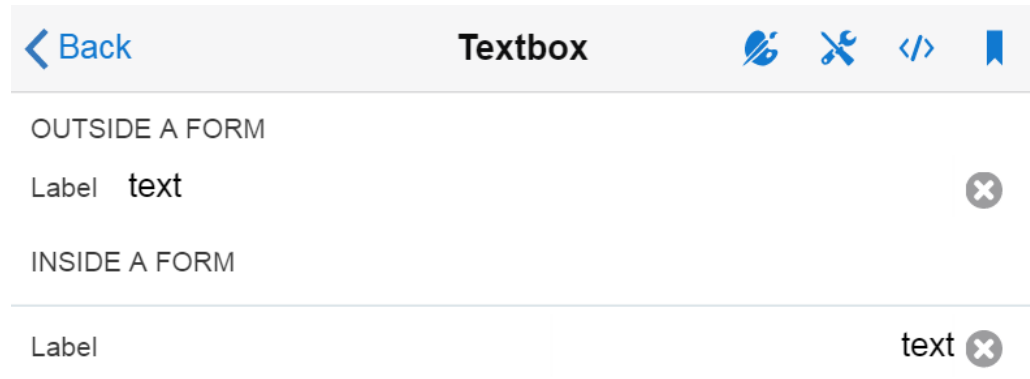 Back Textbox </>
OUTSIDE A FORM
Label text
INSIDE A FORM
Label text